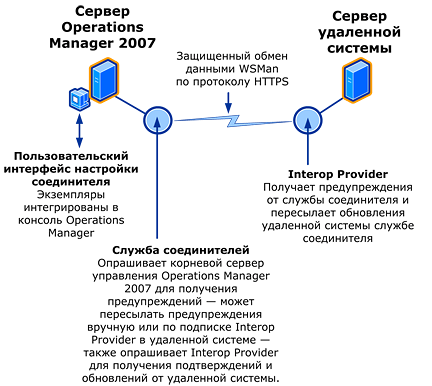 Сервер
Operations
Manager 2007
Сервер
удаленной
системы
Защищенный обмен
данными WSMan
по протоколу HTTPS
Пользовательский
интерфейс настройки
соединителя
Экземпляры
интегрированы в
консоль Operations
Manager
Interop Provider
Получает предупреждения
от службы соединителя и
пересылает обновления
удаленной системы службе
соединителя
Служба соединителей
Опрашивает корневой сервер
управления Operations Manager
2007 для получения
предупреждений — может
пересылать предупреждения
вручную или по подписке Interop
Provider в удаленной системе —
также опрашивает Interop Provider
для получения подтверждений и
обновлений от удаленной системы.